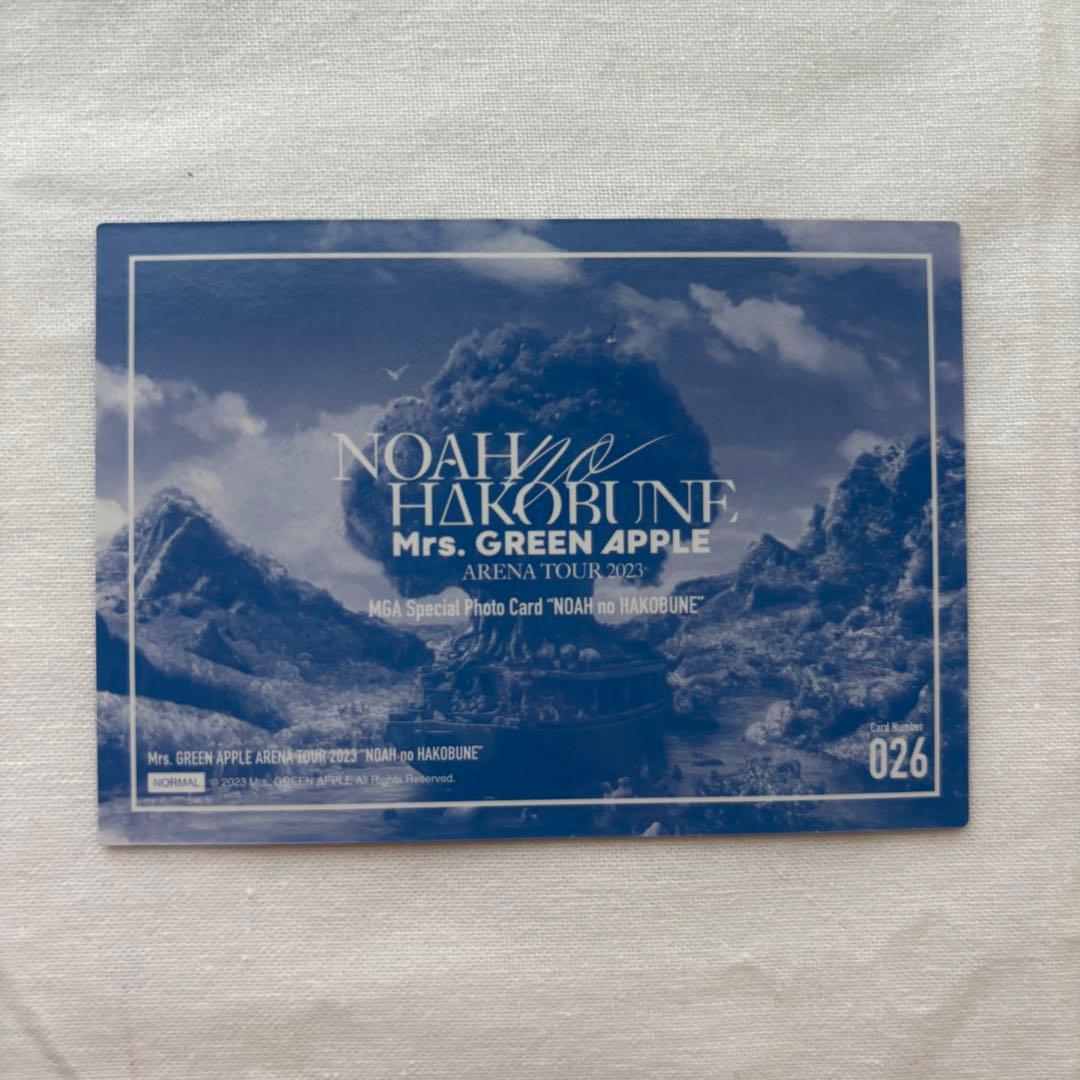 NOAH no
HAKOBUNE
Mrs. GREEN APPLE
ARENA TOUR 2023
MGA Special Photo Card "NOAH no HAKOBUNE"
Mrs. GREEN APPLE ARENA TOUR 2023 "NOAH no HAKOBUNE"
NORMAL © 2023 Mrs. GREEN APPLE All Rights Reserved.
Card Number
026